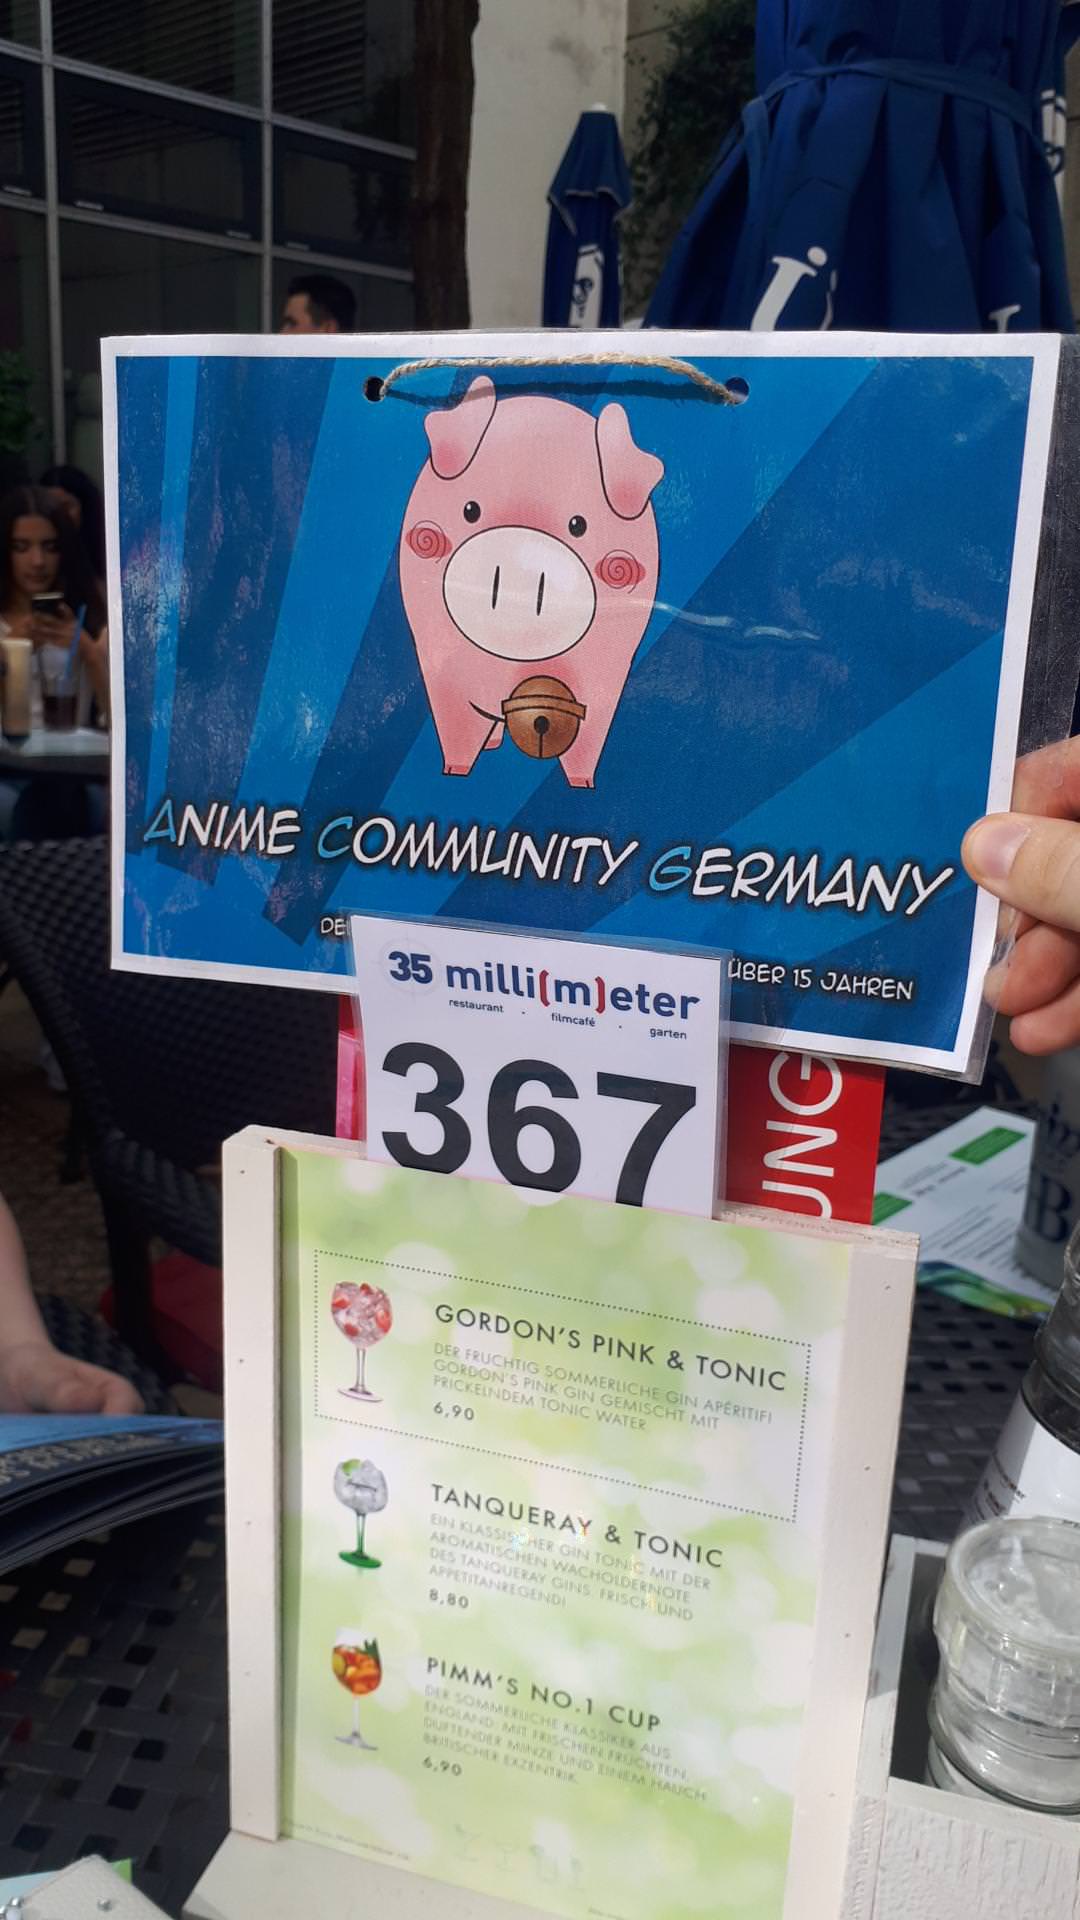 ANIME COMMUNITY GERMANY
ÜBER 15 JAHREN
35 milli(m)eter
restaurant · filmcafé · garten
367
UNG
GORDON'S PINK & TONIC
DER FRUCHTIG SOMMERLICHE GIN APÉRITIF!
GORDON'S PINK GIN GEMISCHT MIT
PRICKELNDEM TONIC WATER
6,90
TANQUERAY & TONIC
EIN KLASSISCHER GIN TONIC MIT DER
AROMATISCHEN WACHOLDERNOTE
DES TANQUERAY GINS. FRISCH UND
APPETITANREGEND!
8,80
PIMM'S NO.1 CUP
DER SOMMERLICHE KLASSIKER AUS
ENGLAND: MIT FRISCHEN FRÜCHTEN,
DUFTENDER MINZE UND EINEM HAUCH
BRITISCHER EXZENTRIK
6,90